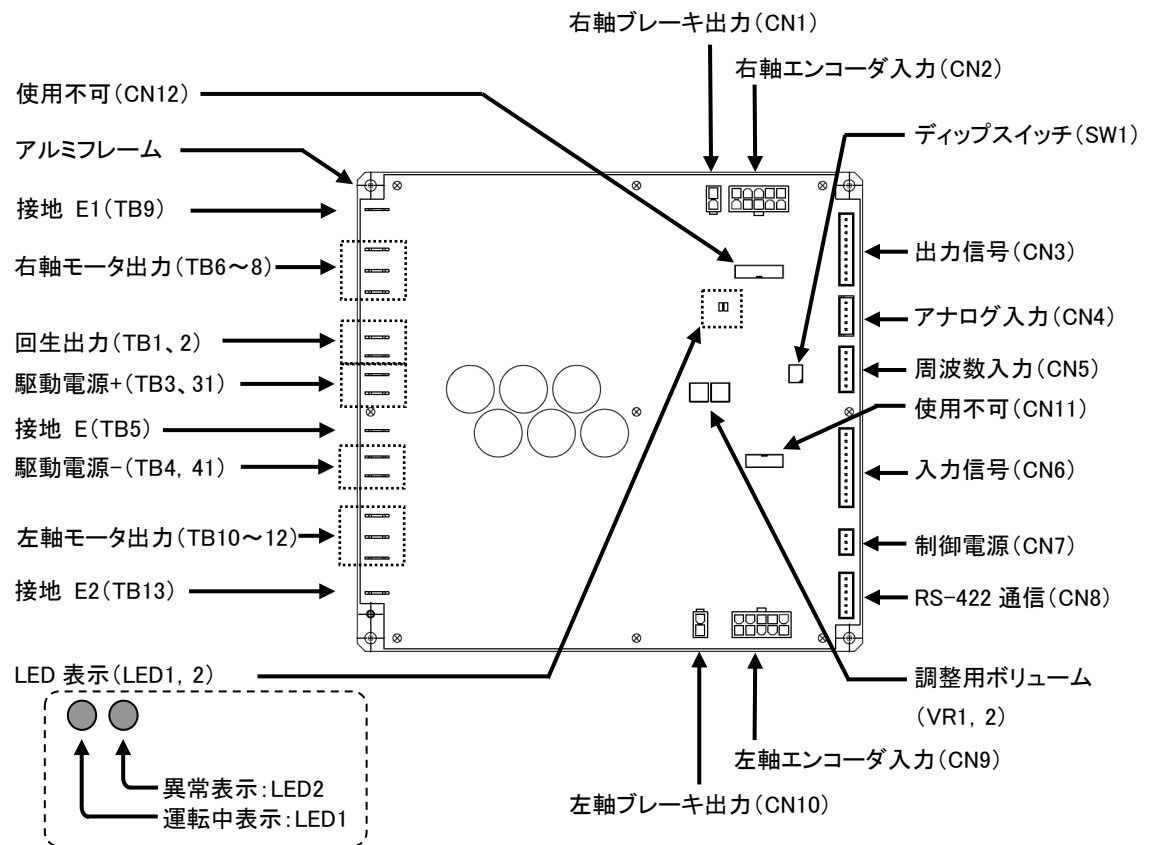 右軸ブレーキ出力(CN1)
右軸エンコーダ入力(CN2)
使用不可(CN12)
ディップスイッチ(SW1)
アルミフレーム
接地 E1(TB9)
出力信号(CN3)
右軸モータ出力(TB6～8)
アナログ入力(CN4)
回生出力(TB1、2)
周波数入力(CN5)
駆動電源+(TB3、31)
使用不可(CN11)
接地 E(TB5)
駆動電源-(TB4, 41)
入力信号(CN6)
左軸モータ出力(TB10～12)
制御電源(CN7)
接地 E2(TB13)
RS-422 通信(CN8)
LED 表示(LED1, 2)
調整用ボリューム
(VR1, 2)
左軸エンコーダ入力(CN9)
異常表示:LED2
左軸ブレーキ出力(CN10)
運転中表示:LED1